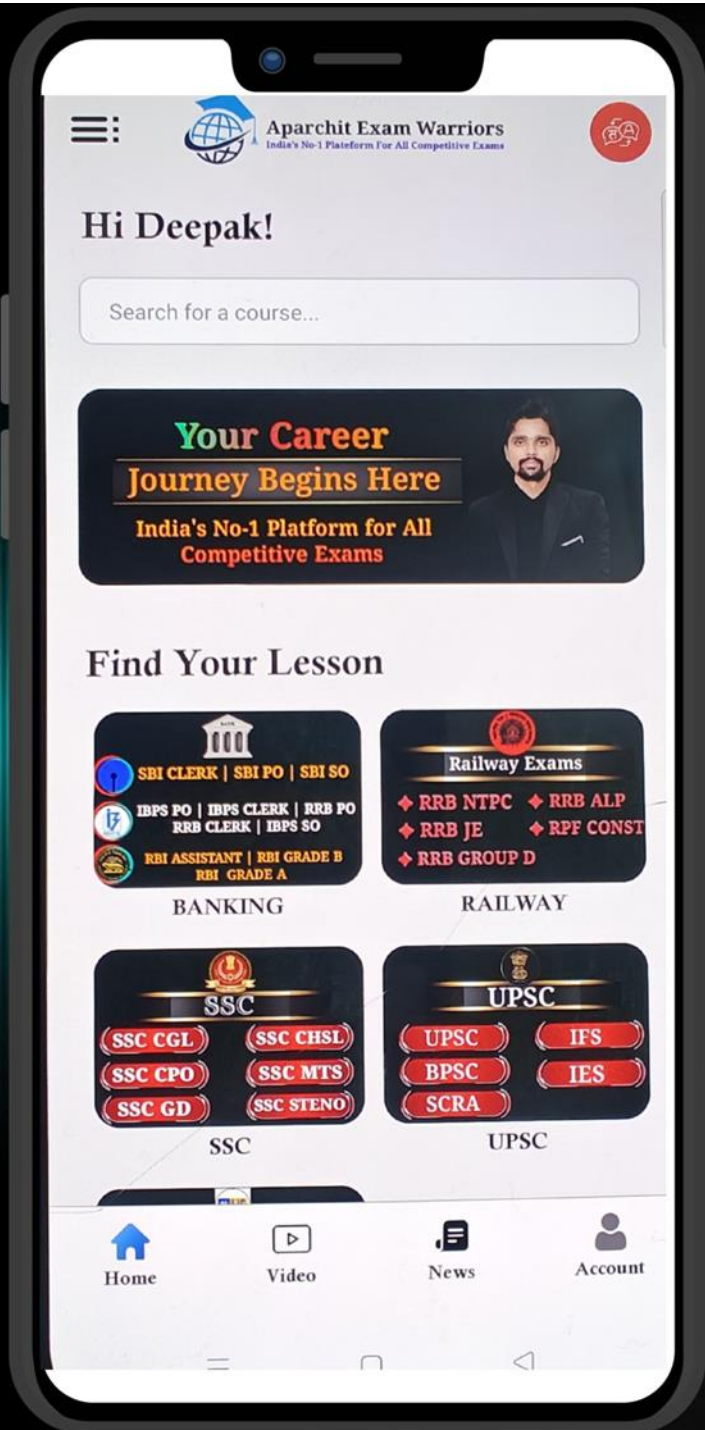 Aparchit Exam Warriors
India's No-1 Plateform For All Competitive Exams
Hi Deepak!
Search for a course...
Your Career
Journey Begins Here
India's No-1 Platform for All
Competitive Exams
Find Your Lesson
SBI CLERK | SBI PO | SBI SO
IBPS PO | IBPS CLERK | RRB PO
RRB CLERK | IBPS SO
RBI ASSISTANT | RBI GRADE B
RBI GRADE A
BANKING
Railway Exams
RRB NTPC RRB ALP
RRB JE RPF CONST
RRB GROUP D
RAILWAY
SSC
SSC CGL SSC CHSL
SSC CPO SSC MTS
SSC GD SSC STENO
SSC
UPSC
UPSC IFS
BPSC IES
SCRA
UPSC
Home
Video
News
Account